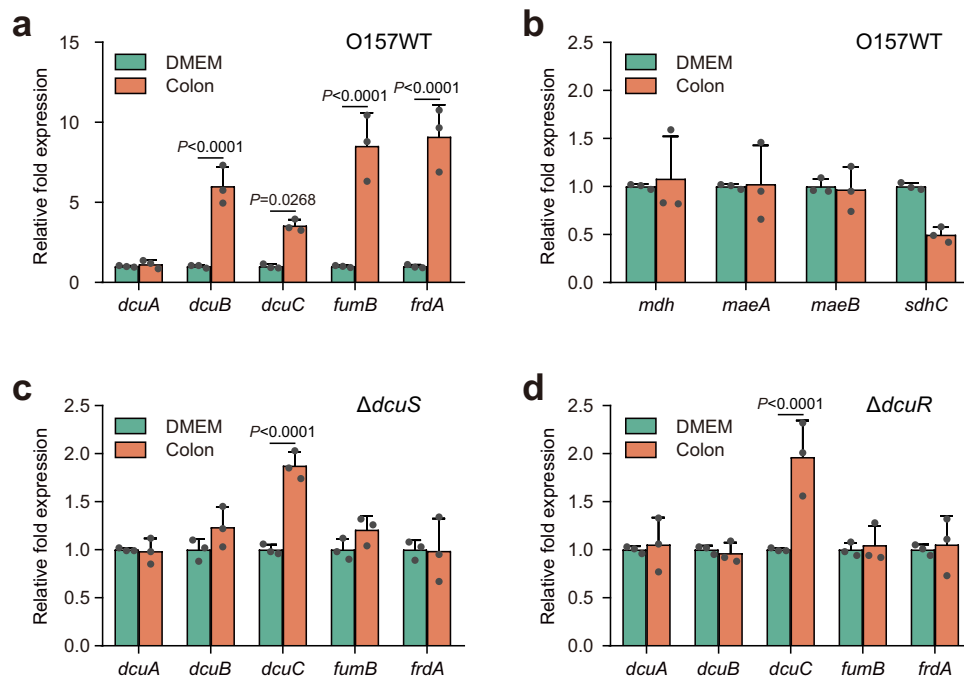 a
O157WT
DMEM
Colon
Relative fold expression
15
10
5
0
P<0.0001
P=0.0268
P<0.0001
P<0.0001
dcuA dcuB dcuC fumB frdA
b
O157WT
DMEM
Colon
Relative fold expression
2.5
2.0
1.5
1.0
0.5
0.0
mdh maeA maeB sdhC
c
ΔdcuS
DMEM
Colon
Relative fold expression
2.5
2.0
1.5
1.0
0.5
0.0
P<0.0001
dcuA dcuB dcuC fumB frdA
d
ΔdcuR
DMEM
Colon
Relative fold expression
2.5
2.0
1.5
1.0
0.5
0.0
P<0.0001
dcuA dcuB dcuC fumB frdA